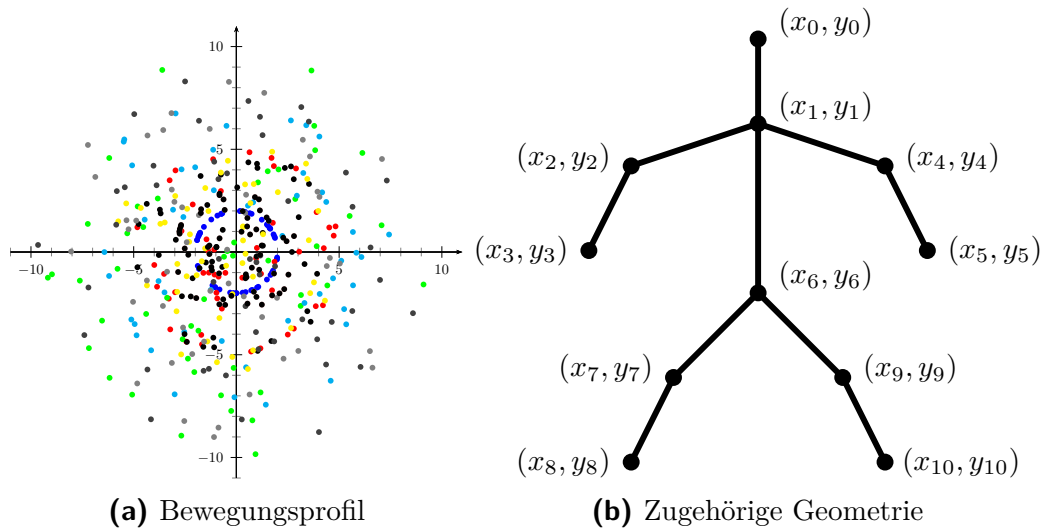 10
5
−10
−5
5
10
−5
−10
(x₀, y₀)
(x₁, y₁)
(x₂, y₂)
(x₄, y₄)
(x₃, y₃)
(x₅, y₅)
(x₆, y₆)
(x₇, y₇)
(x₉, y₉)
(x₈, y₈)
(x₁₀, y₁₀)
(a) Bewegungsprofil
(b) Zugehörige Geometrie